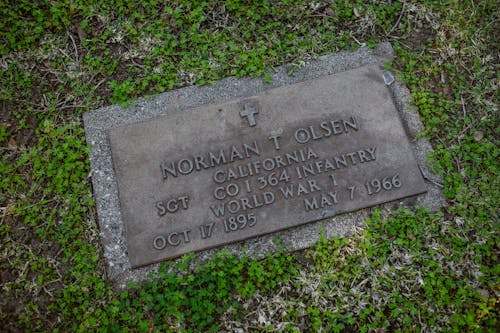 NORMAN T OLSEN
CALIFORNIA
SGT CO I 364 INFANTRY
WORLD WAR I
OCT 17 1895 MAY 7 1966